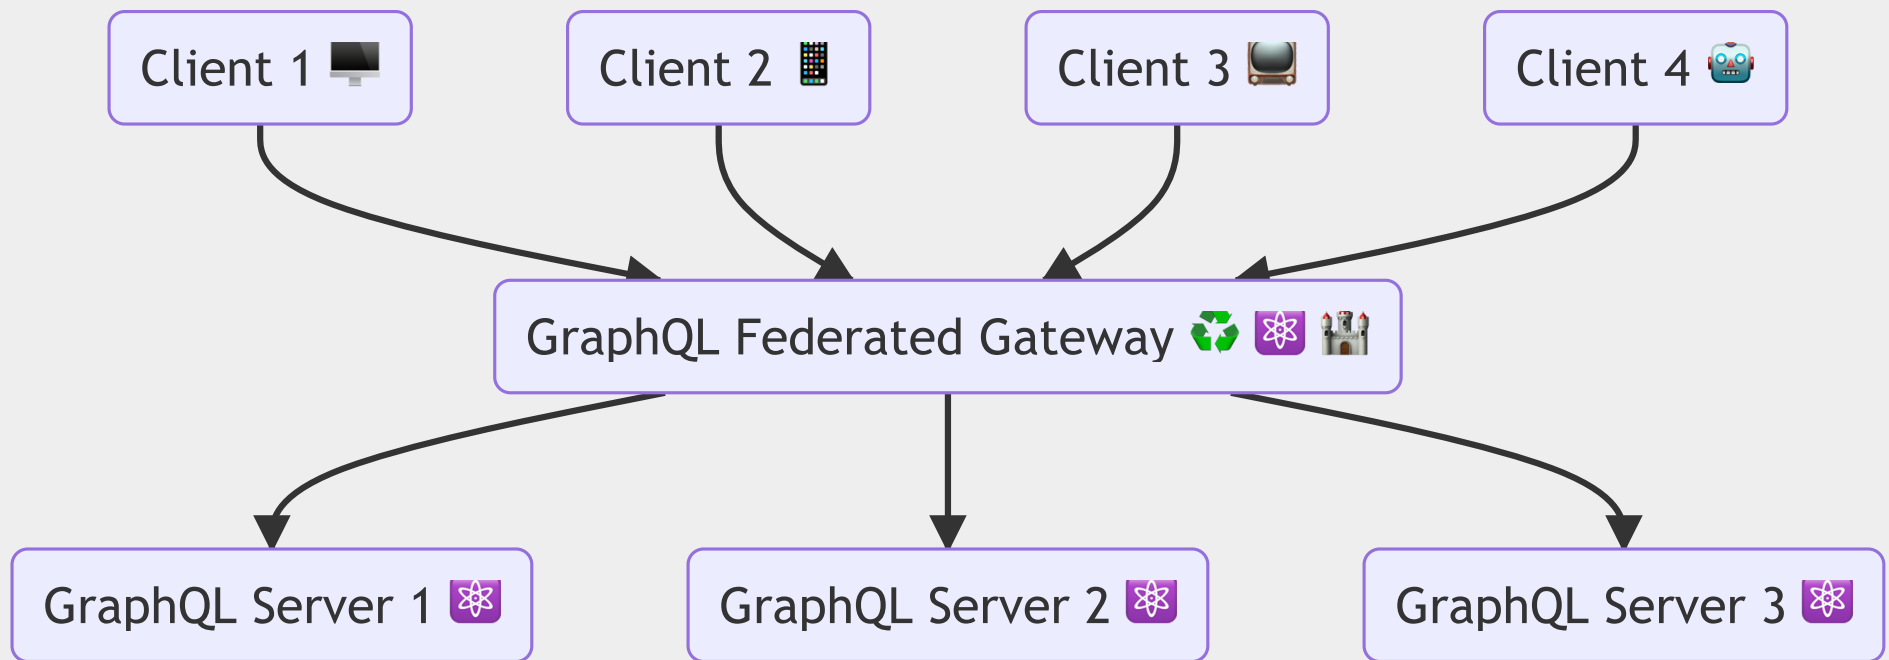 Client 1 🖥️
Client 2 📱
Client 3 📺
Client 4 🤖
GraphQL Federated Gateway ♻️ ⚛️ 🏰
GraphQL Server 1 ⚛️
GraphQL Server 2 ⚛️
GraphQL Server 3 ⚛️